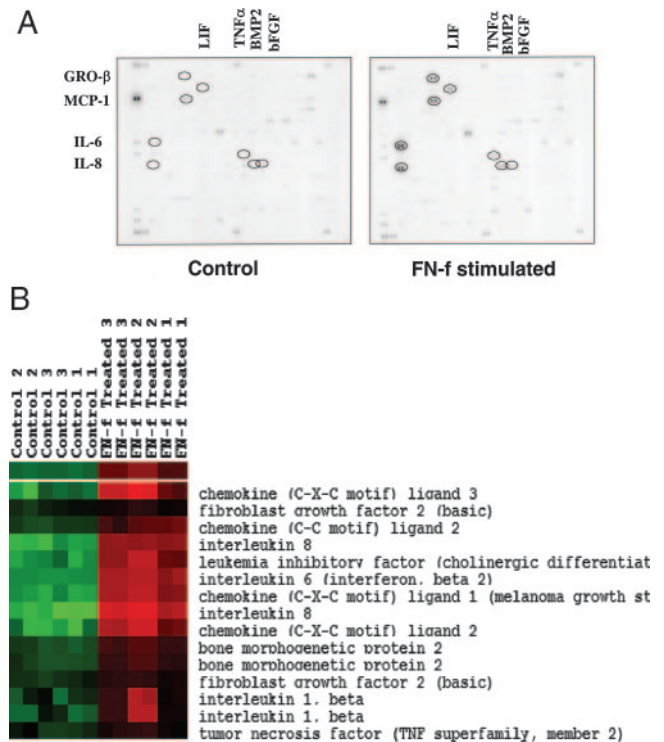 A
LIF
TNFα
BMP2
bFGF
LIF
TNFα
BMP2
bFGF
GRO-β
MCP-1
IL-6
IL-8
Control
FN-f stimulated
B
Control 2
Control 2
Control 3
Control 3
Control 1
Control 1
FN-f Treated 3
FN-f Treated 3
FN-f Treated 2
FN-f Treated 2
FN-f Treated 1
FN-f Treated 1
chemokine (C-X-C motif) ligand 3
fibroblast growth factor 2 (basic)
chemokine (C-C motif) ligand 2
interleukin 8
leukemia inhibitory factor (cholinergic differentiat
interleukin 6 (interferon, beta 2)
chemokine (C-X-C motif) ligand 1 (melanoma growth st
interleukin 8
chemokine (C-X-C motif) ligand 2
bone morphogenetic protein 2
bone morphogenetic protein 2
fibroblast growth factor 2 (basic)
interleukin 1, beta
interleukin 1, beta
tumor necrosis factor (TNF superfamily, member 2)